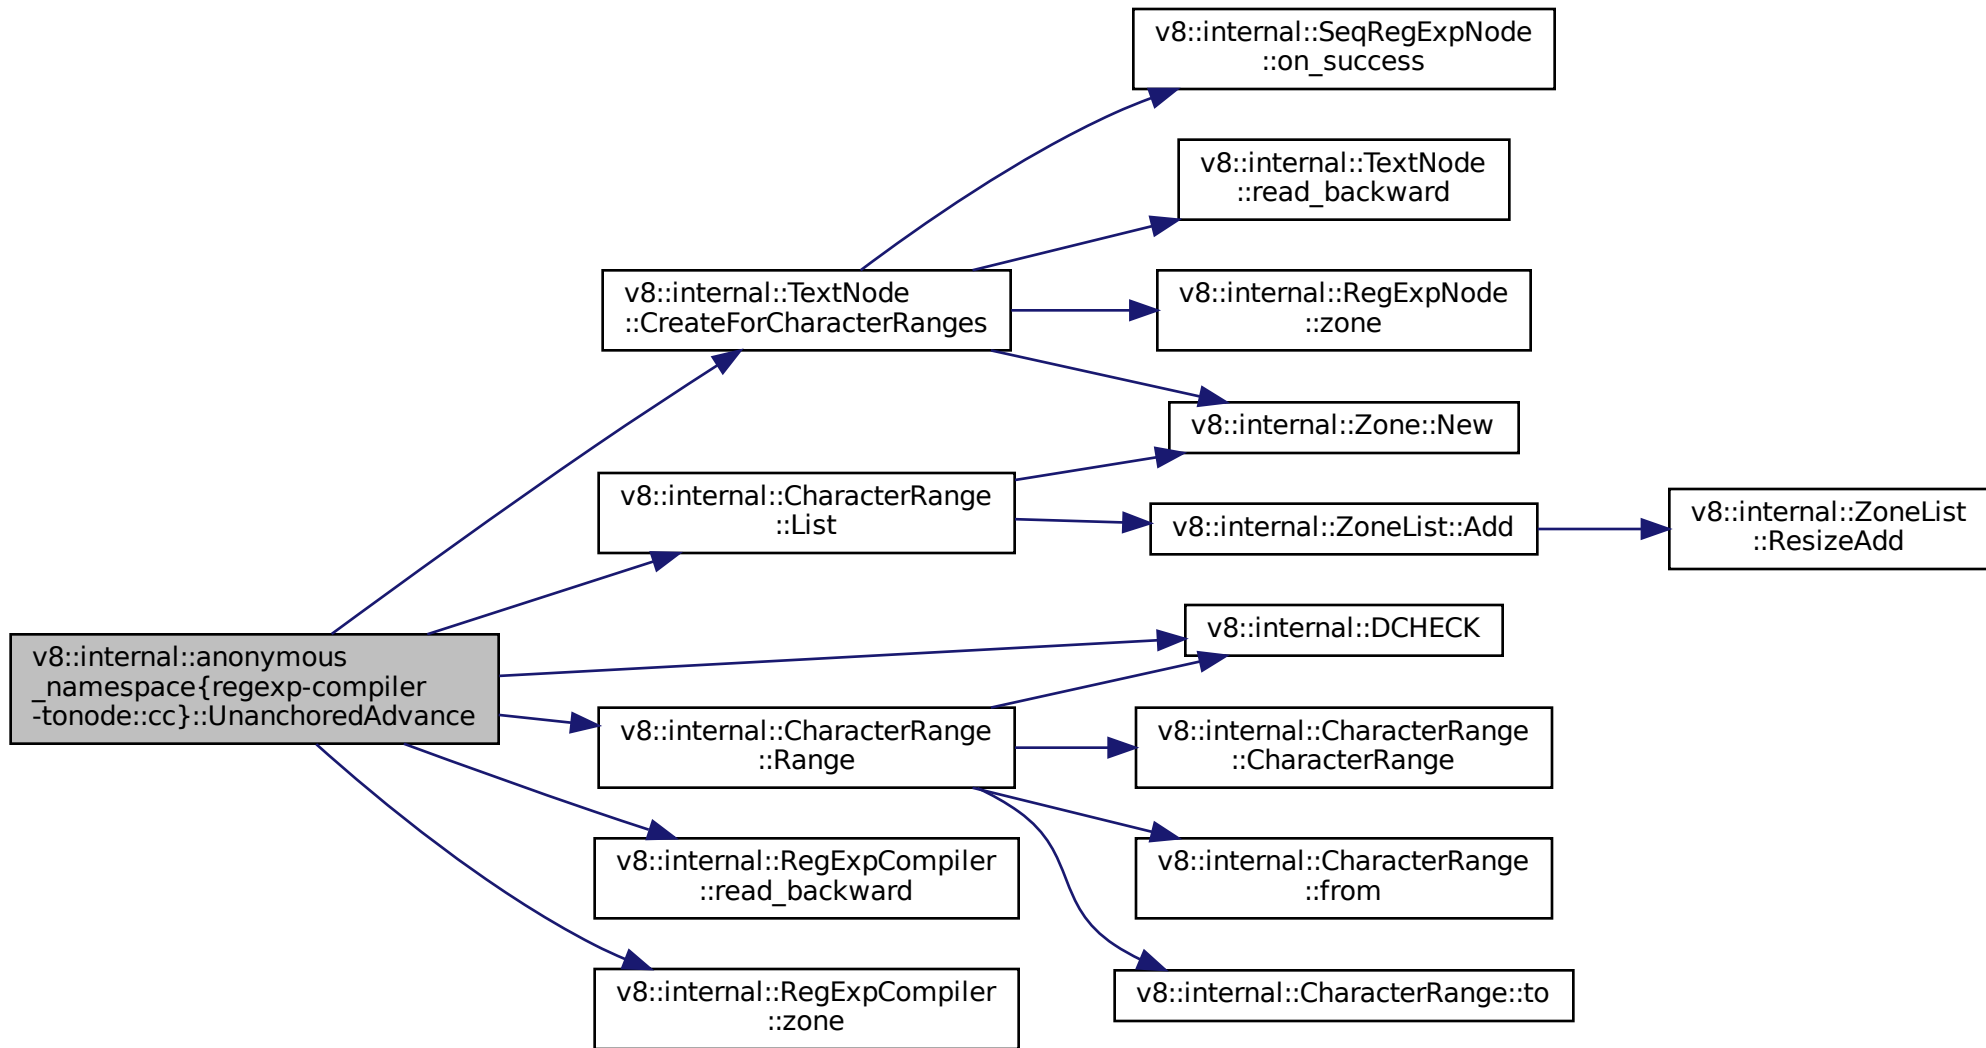 v8::internal::SeqRegExpNode
::on_success
v8::internal::TextNode
::read_backward
v8::internal::TextNode
::CreateForCharacterRanges
v8::internal::RegExpNode
::zone
v8::internal::Zone::New
v8::internal::CharacterRange
::List
v8::internal::ZoneList::Add
v8::internal::ZoneList
::ResizeAdd
v8::internal::DCHECK
v8::internal::anonymous
_namespace{regexp-compiler
-tonode::cc}::UnanchoredAdvance
v8::internal::CharacterRange
::Range
v8::internal::CharacterRange
::CharacterRange
v8::internal::RegExpCompiler
::read_backward
v8::internal::CharacterRange
::from
v8::internal::RegExpCompiler
::zone
v8::internal::CharacterRange::to